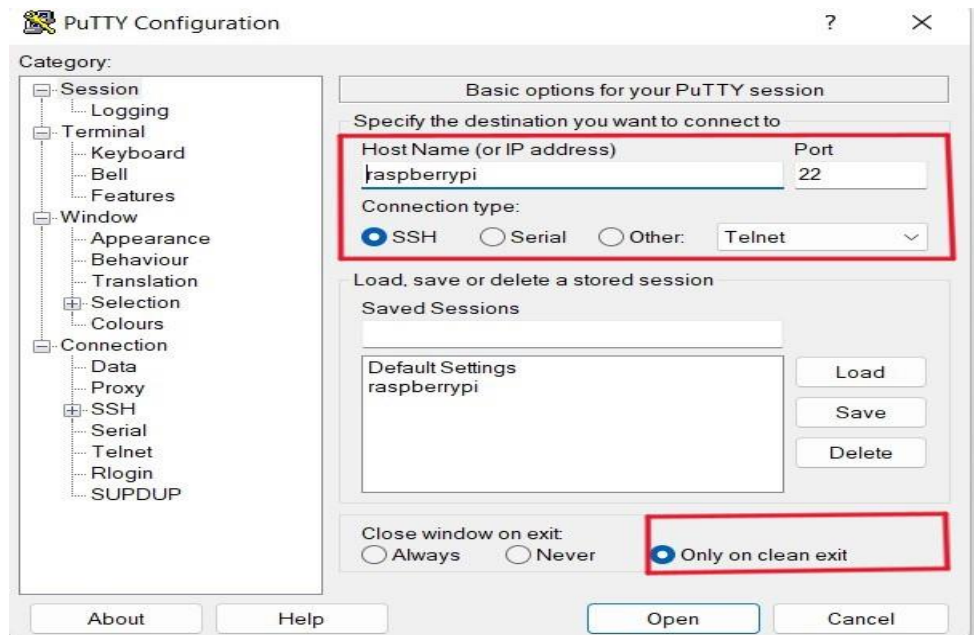 PuTTY Configuration ? ×
Category:
Session
Logging
Terminal
Keyboard
Bell
Features
Window
Appearance
Behaviour
Translation
Selection
Colours
Connection
Data
Proxy
SSH
Serial
Telnet
Rlogin
SUPDUP
Basic options for your PuTTY session
Specify the destination you want to connect to
Host Name (or IP address) Port
raspberrypi 22
Connection type:
SSH Serial Other: Telnet
Load, save or delete a stored session
Saved Sessions
Default Settings
raspberrypi
Load
Save
Delete
Close window on exit:
Always Never Only on clean exit
About Help Open Cancel